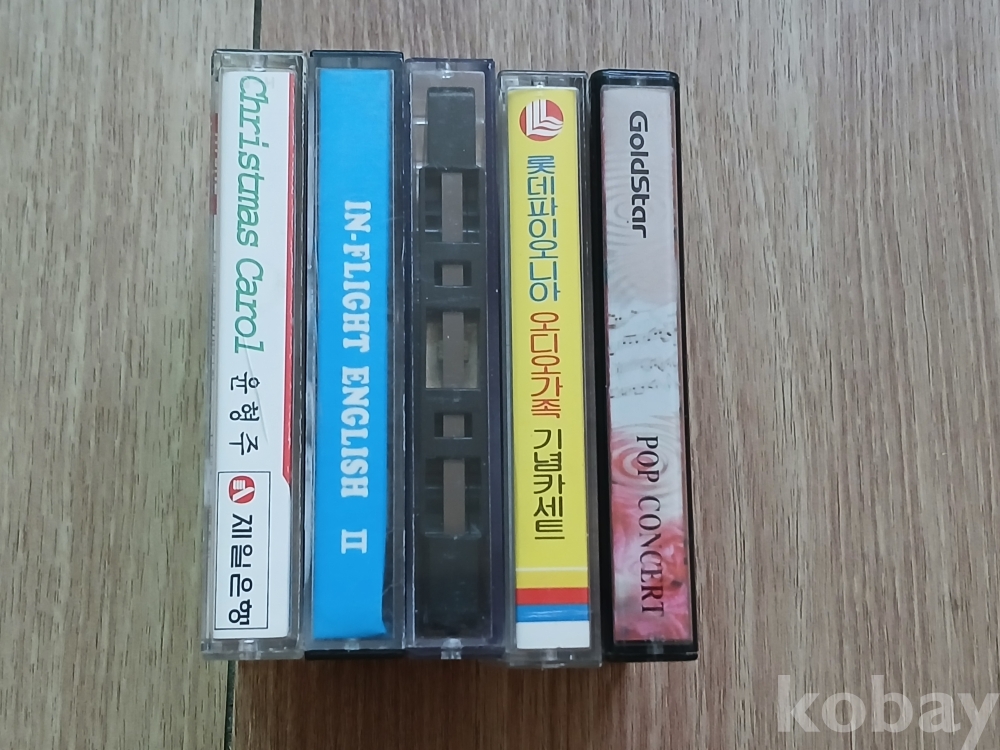 Christmas Carol 윤형주 제일은행
IN-FLIGHT ENGLISH II
롯데파이오니아 오디오가족 기념카세트
GoldStar POP CONCERT
kobay